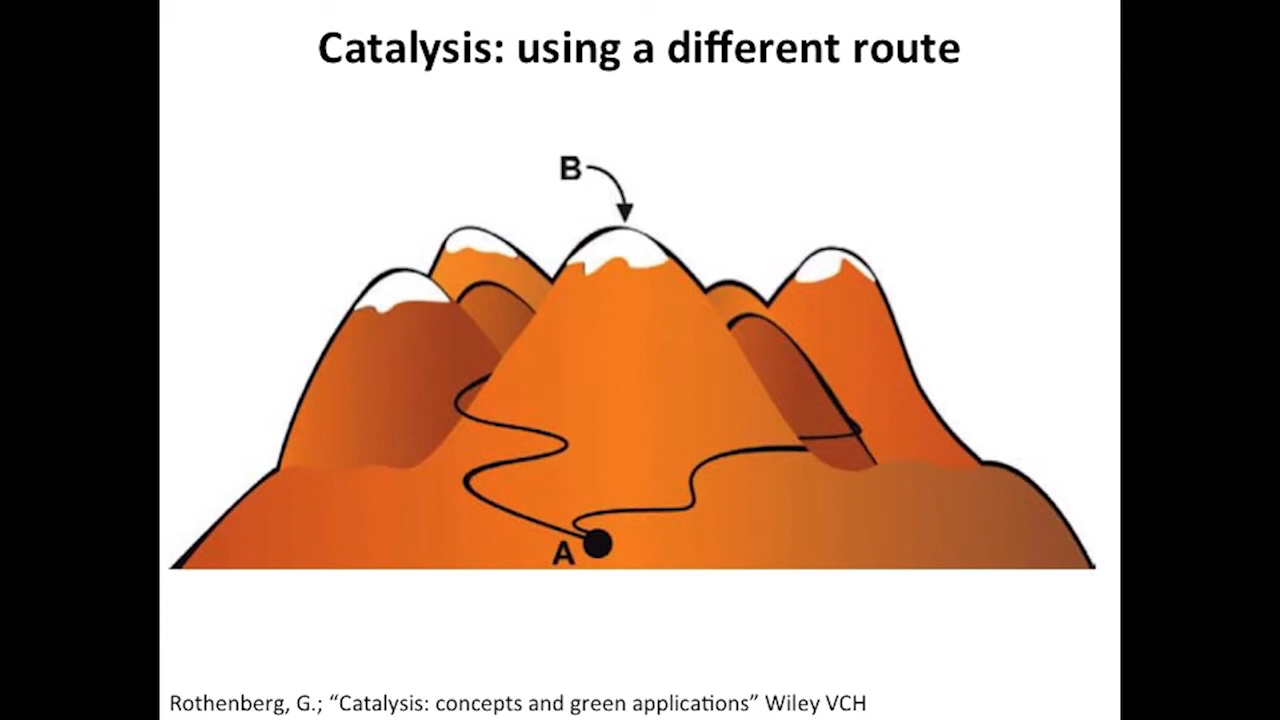 Catalysis: using a different route
B
A
Rothenberg, G.; “Catalysis: concepts and green applications” Wiley VCH